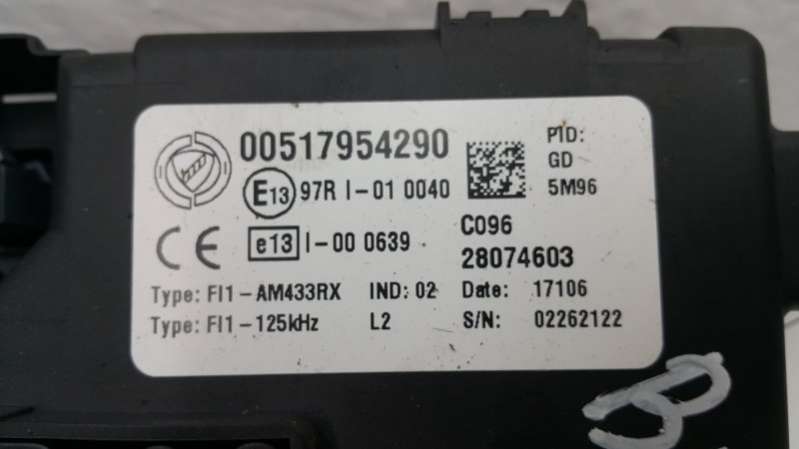 00517954290
PID:
GD
5M96
E13 97R I-01 0040
C096
CE e13 I-00 0639
28074603
Type: FI1-AM433RX IND: 02 Date: 17106
Type: FI1-125kHz L2 S/N: 02262122
B